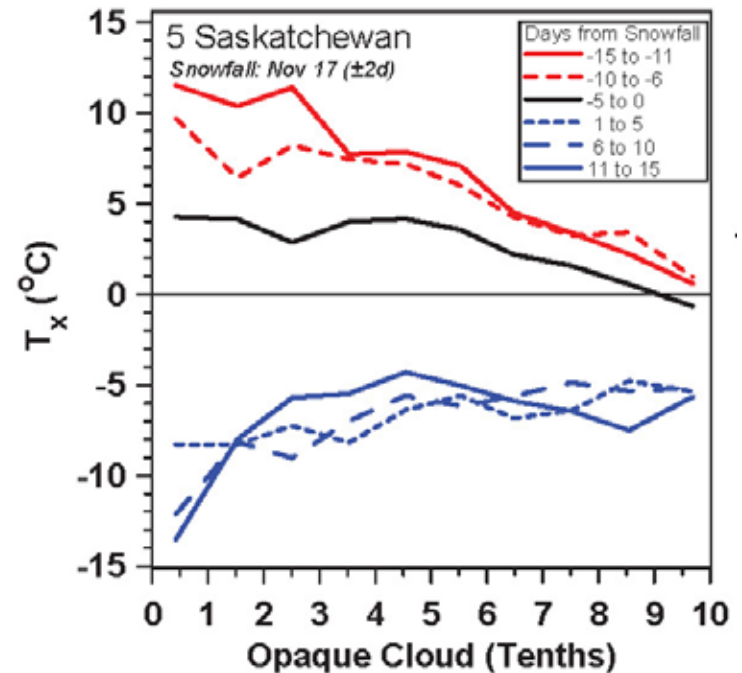 5 Saskatchewan
Snowfall: Nov 17 (±2d)
Days from Snowfall
-15 to -11
-10 to -6
-5 to 0
1 to 5
6 to 10
11 to 15
Tx (°C)
15
10
5
0
-5
-10
-15
0 1 2 3 4 5 6 7 8 9 10
Opaque Cloud (Tenths)